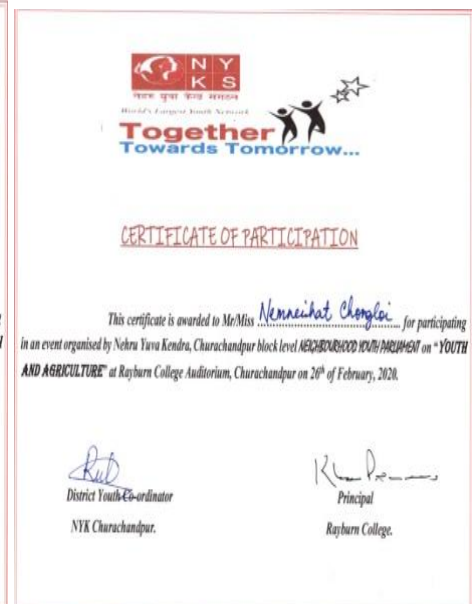 N Y
K S
नेहरू युवा केन्द्र संगठन
World's Largest Youth Network
Together
Towards Tomorrow...
CERTIFICATE OF PARTICIPATION
This certificate is awarded to Mr/Miss Nemneihat Chongloi for participating
in an event organised by Nehru Yuva Kendra, Churachandpur block level NEIGHBOURHOOD YOUTH PARLIAMENT on "YOUTH
AND AGRICULTURE" at Rayburn College Auditorium, Churachandpur on 26th of February, 2020.
District Youth Co-ordinator
NYK Churachandpur.
Principal
Rayburn College.